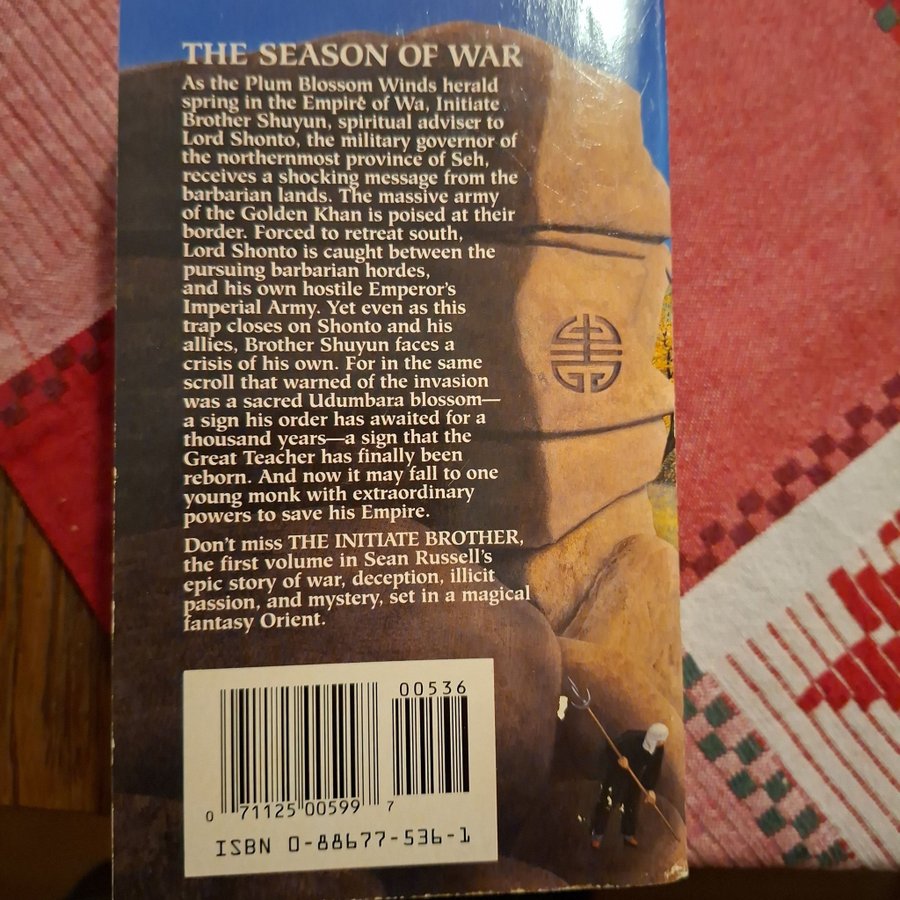 THE SEASON OF WAR
As the Plum Blossom Winds herald
spring in the Empire of Wa, Initiate
Brother Shuyun, spiritual adviser to
Lord Shonto, the military governor of
the northernmost province of Seh,
receives a shocking message from the
barbarian lands. The massive army
of the Golden Khan is poised at their
border. Forced to retreat south,
Lord Shonto is caught between the
pursuing barbarian hordes,
and his own hostile Emperor's
Imperial Army. Yet even as this
trap closes on Shonto and his
allies, Brother Shuyun faces a
crisis of his own. For in the same
scroll that warned of the invasion
was a sacred Udumbara blossom—
a sign his order has awaited for a
thousand years—a sign that the
Great Teacher has finally been
reborn. And now it may fall to one
young monk with extraordinary
powers to save his Empire.
Don't miss THE INITIATE BROTHER,
the first volume in Sean Russell's
epic story of war, deception, illicit
passion, and mystery, set in a magical
fantasy Orient.
00536
0 71125 00599 7
ISBN 0-88677-536-1